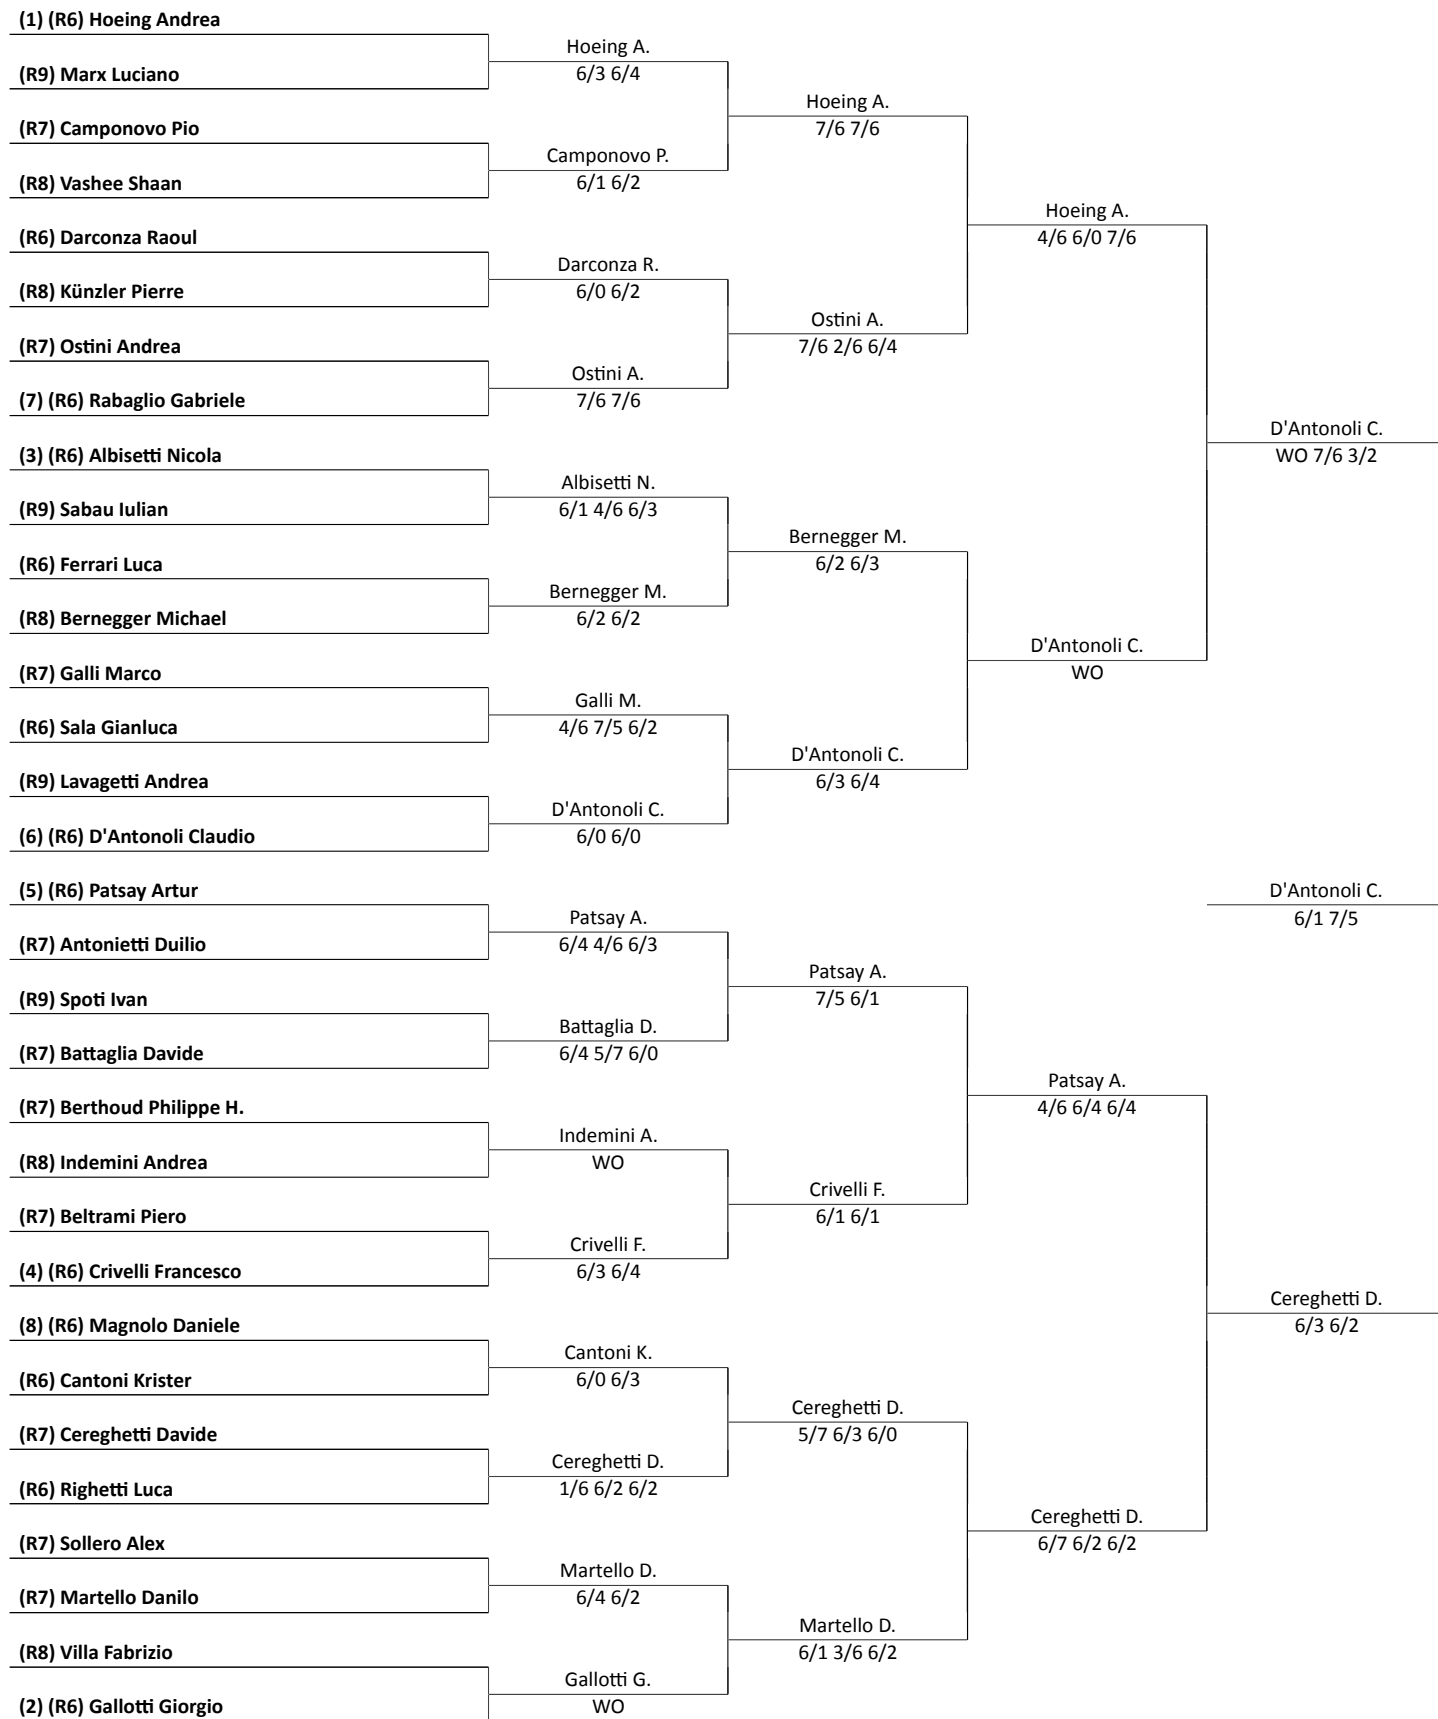 (1) (R6) Hoeing Andrea
(R9) Marx Luciano
(R7) Camponovo Pio
(R8) Vashee Shaan
(R6) Darconza Raoul
(R8) Künzler Pierre
(R7) Ostini Andrea
(7) (R6) Rabaglio Gabriele
(3) (R6) Albisetti Nicola
(R9) Sabau Iulian
(R6) Ferrari Luca
(R8) Bernegger Michael
(R7) Galli Marco
(R6) Sala Gianluca
(R9) Lavagetti Andrea
(6) (R6) D'Antonoli Claudio
(5) (R6) Patsay Artur
(R7) Antonietti Duilio
(R9) Spoti Ivan
(R7) Battaglia Davide
(R7) Berthoud Philippe H.
(R8) Indemini Andrea
(R7) Beltrami Piero
(4) (R6) Crivelli Francesco
(8) (R6) Magnolo Daniele
(R6) Cantoni Krister
(R7) Cereghetti Davide
(R6) Righetti Luca
(R7) Sollero Alex
(R7) Martello Danilo
(R8) Villa Fabrizio
(2) (R6) Gallotti Giorgio
Hoeing A.
6/3 6/4
Camponovo P.
6/1 6/2
Darconza R.
6/0 6/2
Ostini A.
7/6 7/6
Albisetti N.
6/1 4/6 6/3
Bernegger M.
6/2 6/2
Galli M.
4/6 7/5 6/2
D'Antonoli C.
6/0 6/0
Patsay A.
6/4 4/6 6/3
Battaglia D.
6/4 5/7 6/0
Indemini A.
WO
Crivelli F.
6/3 6/4
Cantoni K.
6/0 6/3
Cereghetti D.
1/6 6/2 6/2
Martello D.
6/4 6/2
Gallotti G.
WO
Hoeing A.
7/6 7/6
Ostini A.
7/6 2/6 6/4
Bernegger M.
6/2 6/3
D'Antonoli C.
6/3 6/4
Patsay A.
7/5 6/1
Crivelli F.
6/1 6/1
Cereghetti D.
5/7 6/3 6/0
Martello D.
6/1 3/6 6/2
Hoeing A.
4/6 6/0 7/6
D'Antonoli C.
WO
Patsay A.
4/6 6/4 6/4
Cereghetti D.
6/7 6/2 6/2
D'Antonoli C.
WO 7/6 3/2
D'Antonoli C.
6/1 7/5
Cereghetti D.
6/3 6/2